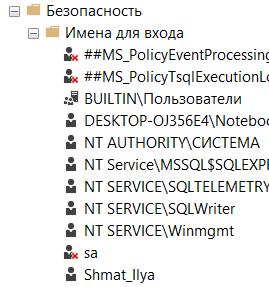 Безопасность
Имена для входа
##MS_PolicyEventProcessing
##MS_PolicyTsqlExecutionLo
BUILTIN\Пользователи
DESKTOP-OJ356E4\Notebo
NT AUTHORITY\СИСТЕМА
NT Service\MSSQL$SQLEXPR
NT SERVICE\SQLTELEMETRY
NT SERVICE\SQLWriter
NT SERVICE\Winmgmt
sa
Shmat_Ilya